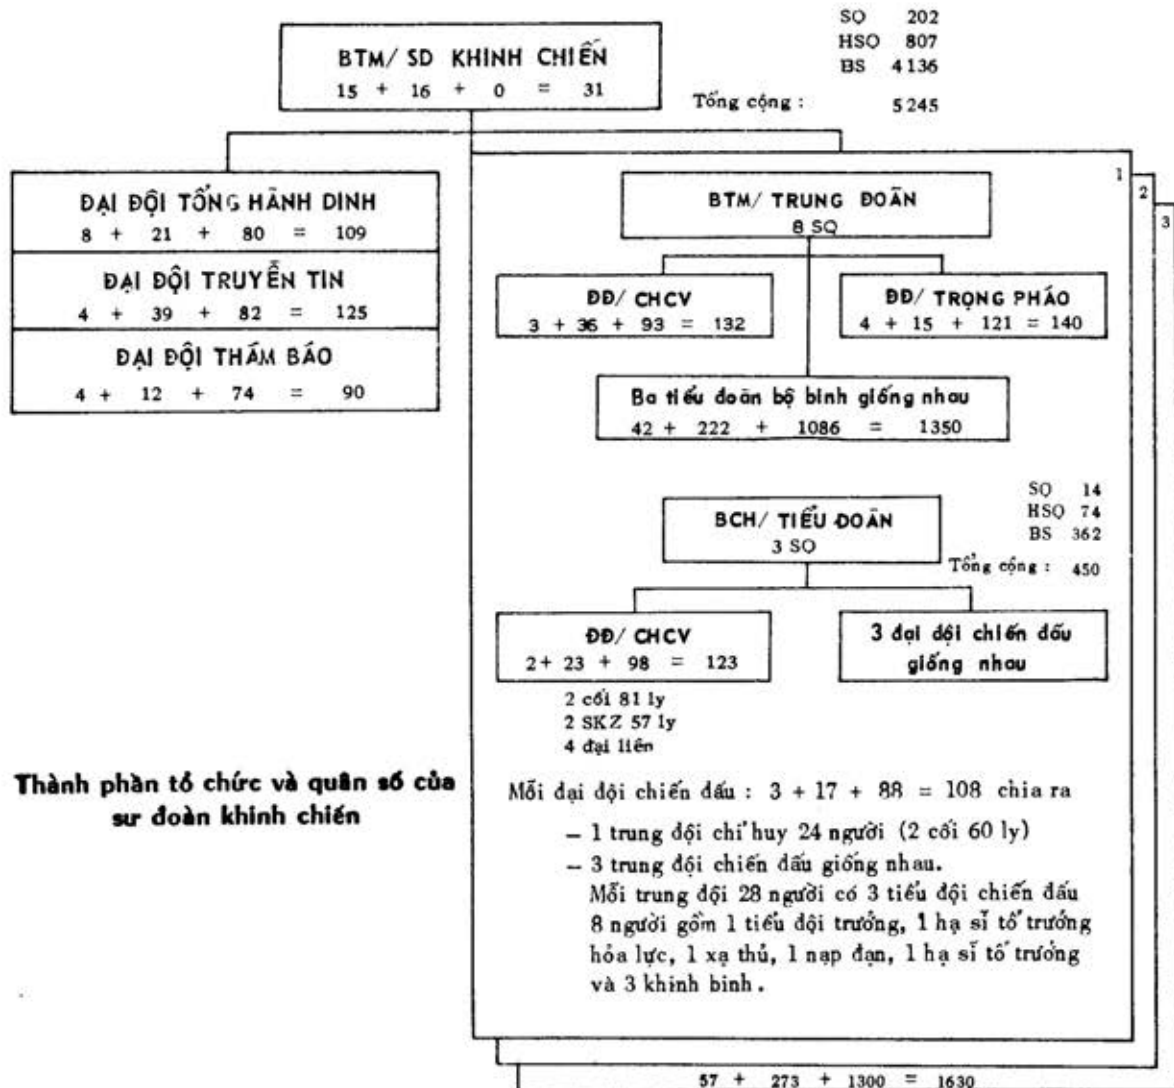 SQ 202
HSQ 807
BS 4136
Tổng cộng : 5245
BTM/ SD KHINH CHIẾN
15 + 16 + 0 = 31
ĐẠI ĐỘI TỔNG HÀNH DINH
8 + 21 + 80 = 109
ĐẠI ĐỘI TRUYỀN TIN
4 + 39 + 82 = 125
ĐẠI ĐỘI THÁM BÁO
4 + 12 + 74 = 90
1
2
3
BTM/ TRUNG ĐOÀN
8 SQ
ĐĐ/ CHCV
3 + 36 + 93 = 132
ĐĐ/ TRỌNG PHÁO
4 + 15 + 121 = 140
Ba tiểu đoàn bộ binh giống nhau
42 + 222 + 1086 = 1350
BCH/ TIỂU ĐOÀN
3 SQ
SQ 14
HSQ 74
BS 362
Tổng cộng : 450
ĐĐ/ CHCV
2 + 23 + 98 = 123
3 đại đội chiến đấu
giống nhau
2 cối 81 ly
2 SKZ 57 ly
4 đại liên
Thành phần tổ chức và quân số của
sư đoàn khinh chiến
Mỗi đại đội chiến đấu : 3 + 17 + 88 = 108 chia ra
– 1 trung đội chỉ huy 24 người (2 cối 60 ly)
– 3 trung đội chiến đấu giống nhau.
Mỗi trung đội 28 người có 3 tiểu đội chiến đấu
8 người gồm 1 tiểu đội trưởng, 1 hạ sĩ tổ trưởng
hỏa lực, 1 xạ thủ, 1 nạp đạn, 1 hạ sĩ tổ trưởng
và 3 khinh binh.
57 + 273 + 1300 = 1630